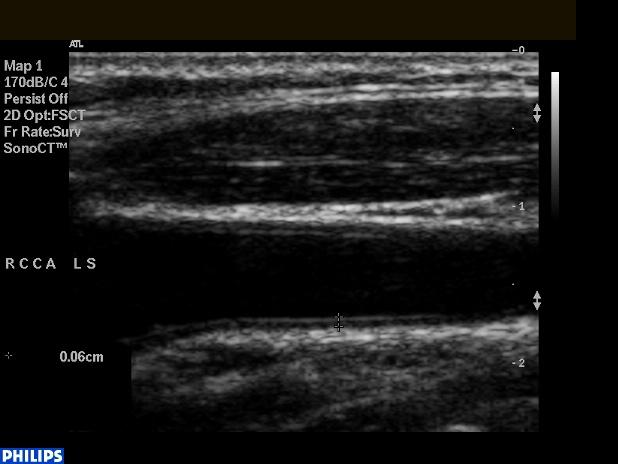 ATL
Map 1
170dB/C 4
Persist Off
2D Opt:FSCT
Fr Rate:Surv
SonoCT™
RCCA LS
0.06cm
0
1
2
PHILIPS